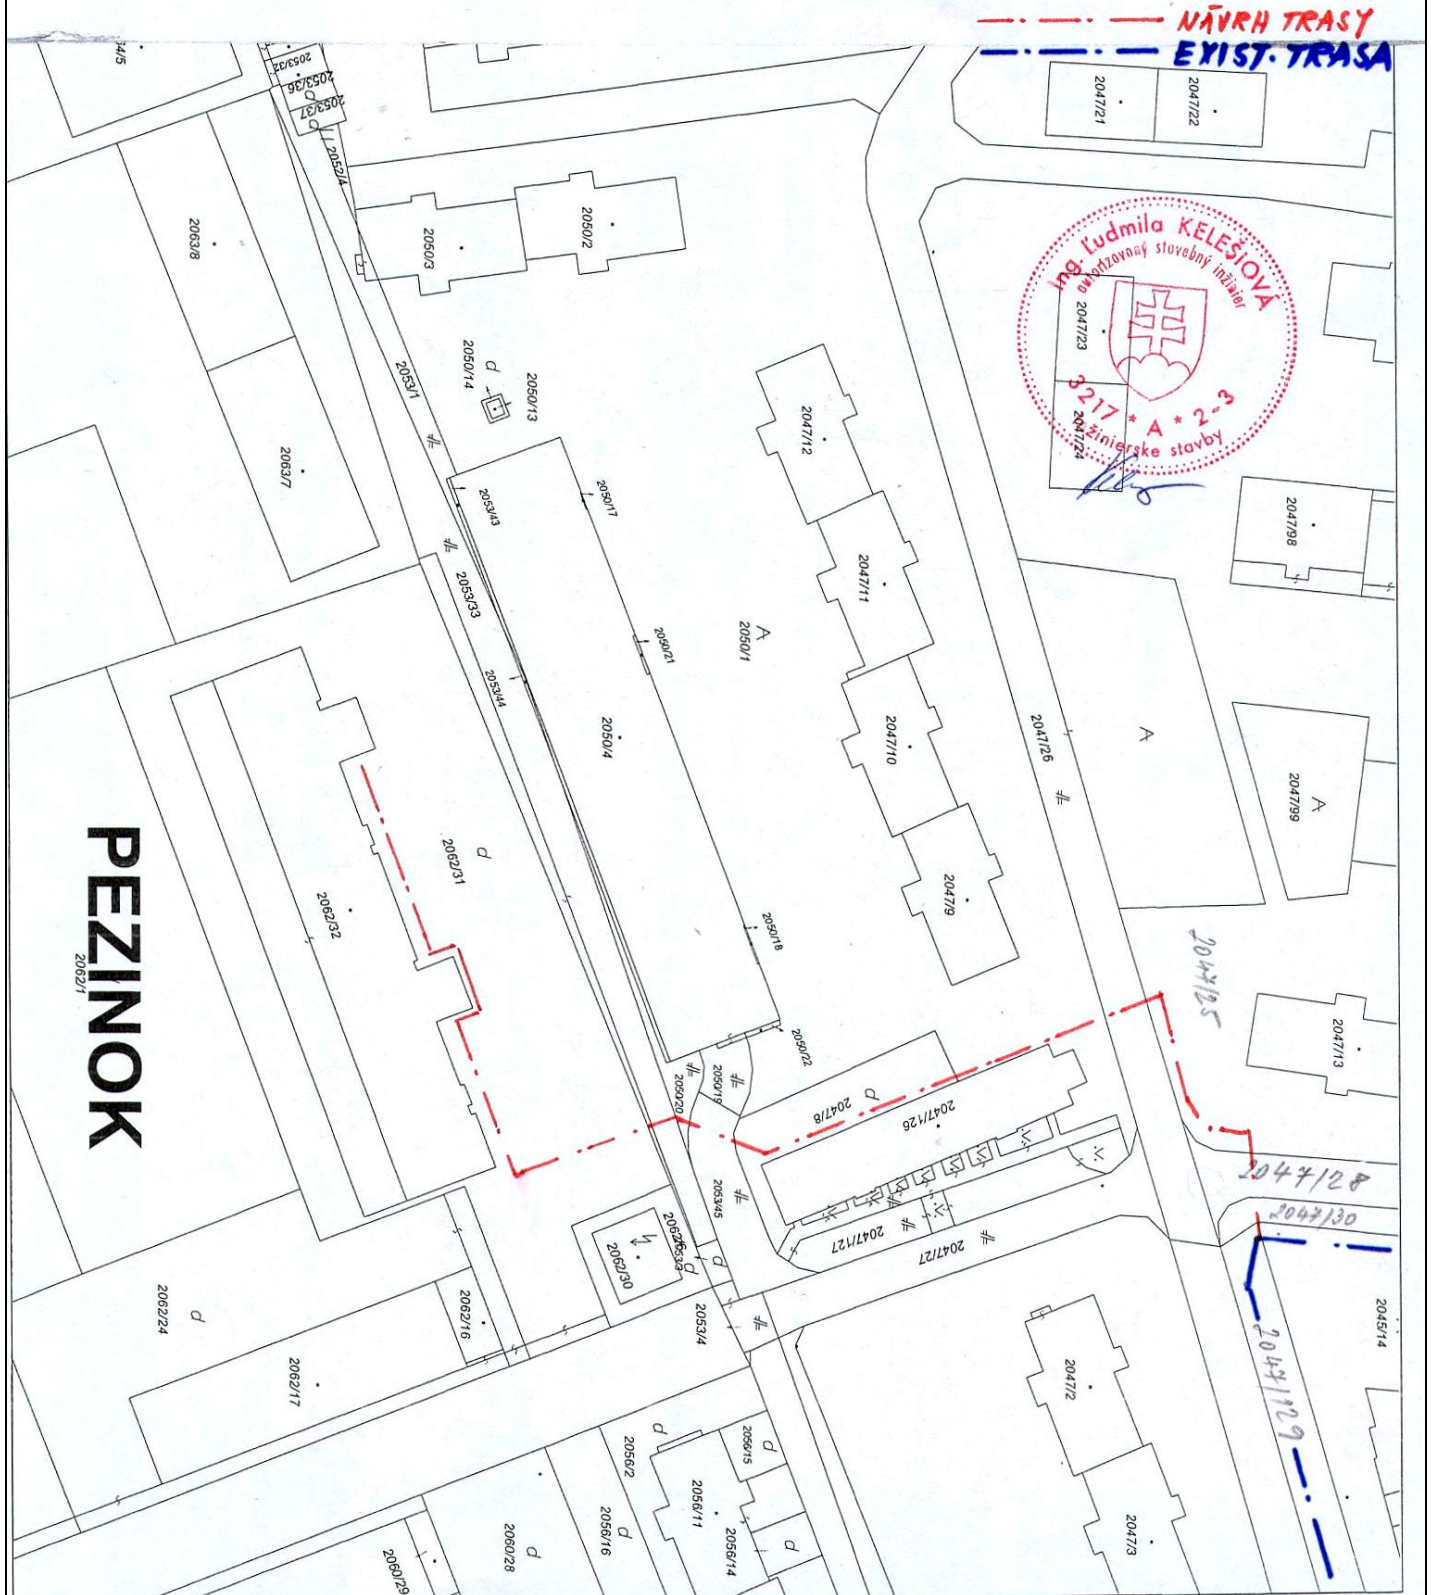 NÁVRH TRASY
EXIST. TRASA
2053/32
2053/36
2053/37
2052/4
2047/21
2047/22
2063/8
2050/3
2050/2
Ing. Ľudmila KELEŠIOVÁ
autorizovaný stavebný inžinier
3217 * A * 2-3
inžinierske stavby
2047/23
2047/24
2050/14
d
2050/13
2053/1
2047/12
2063/7
2053/43
2050/17
2047/98
2047/11
2053/33
2050/21
A
2050/1
2053/44
2050/4
2047/10
2047/26
A
A
2047/99
d
2062/31
2062/32
2047/9
2050/18
2047/25
PEZINOK
2062/1
2047/13
2050/22
2050/19
2050/20
d
2047/8
2047/126
2053/45
2047/28
2047/30
2047/127
2047/27
2062/30
d
d
2053/4
d
2062/24
2062/16
2062/17
2045/14
2047/129
2047/2
2047/3
d
2056/2
d
2056/15
2056/11
2056/14
d
d
2056/16
d
2060/28
2060/29